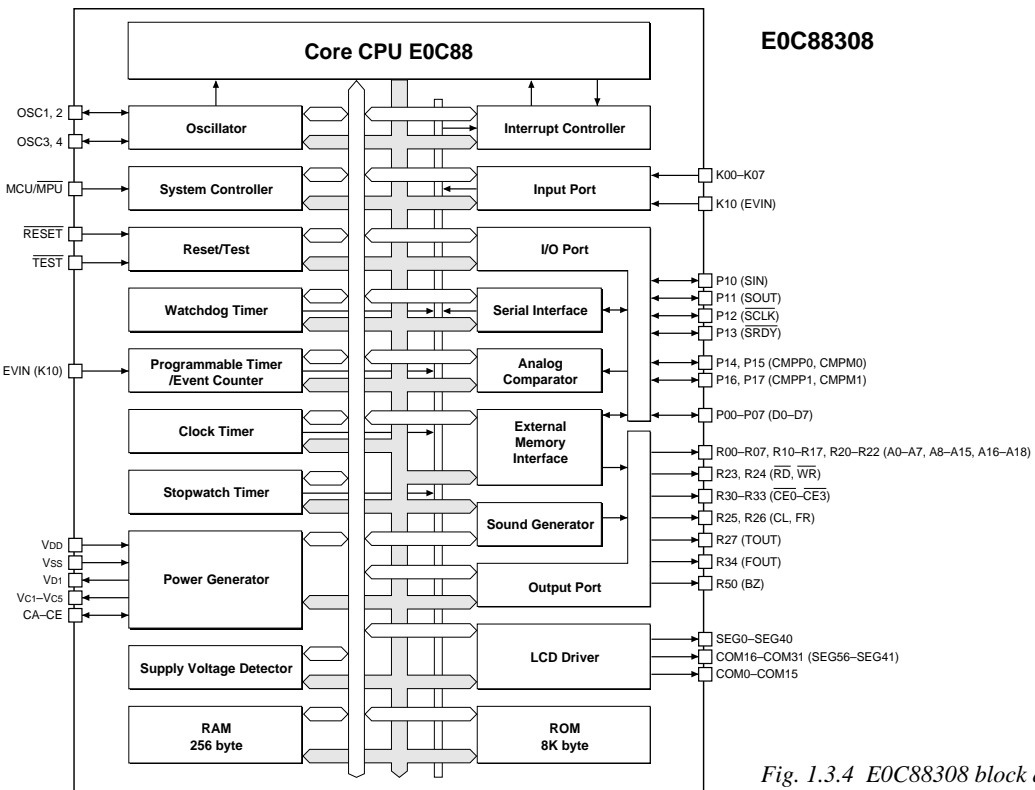 E0C88308
Core CPU E0C88
OSC1, 2
OSC3, 4
Oscillator
Interrupt Controller
MCU/MPU
System Controller
Input Port
K00–K07
K10 (EVIN)
RESET
TEST
Reset/Test
I/O Port
P10 (SIN)
P11 (SOUT)
P12 (SCLK)
P13 (SRDY)
Watchdog Timer
Serial Interface
EVIN (K10)
Programmable Timer
/Event Counter
Analog
Comparator
P14, P15 (CMPP0, CMPM0)
P16, P17 (CMPP1, CMPM1)
P00–P07 (D0–D7)
Clock Timer
External
Memory
Interface
R00–R07, R10–R17, R20–R22 (A0–A7, A8–A15, A16–A18)
R23, R24 (RD, WR)
R30–R33 (CE0–CE3)
R25, R26 (CL, FR)
R27 (TOUT)
R34 (FOUT)
R50 (BZ)
Stopwatch Timer
Sound Generator
VDD
VSS
VD1
VC1–VC5
CA–CE
Power Generator
Output Port
Supply Voltage Detector
LCD Driver
SEG0–SEG40
COM16–COM31 (SEG56–SEG41)
COM0–COM15
RAM
256 byte
ROM
8K byte
Fig. 1.3.4 E0C88308 block